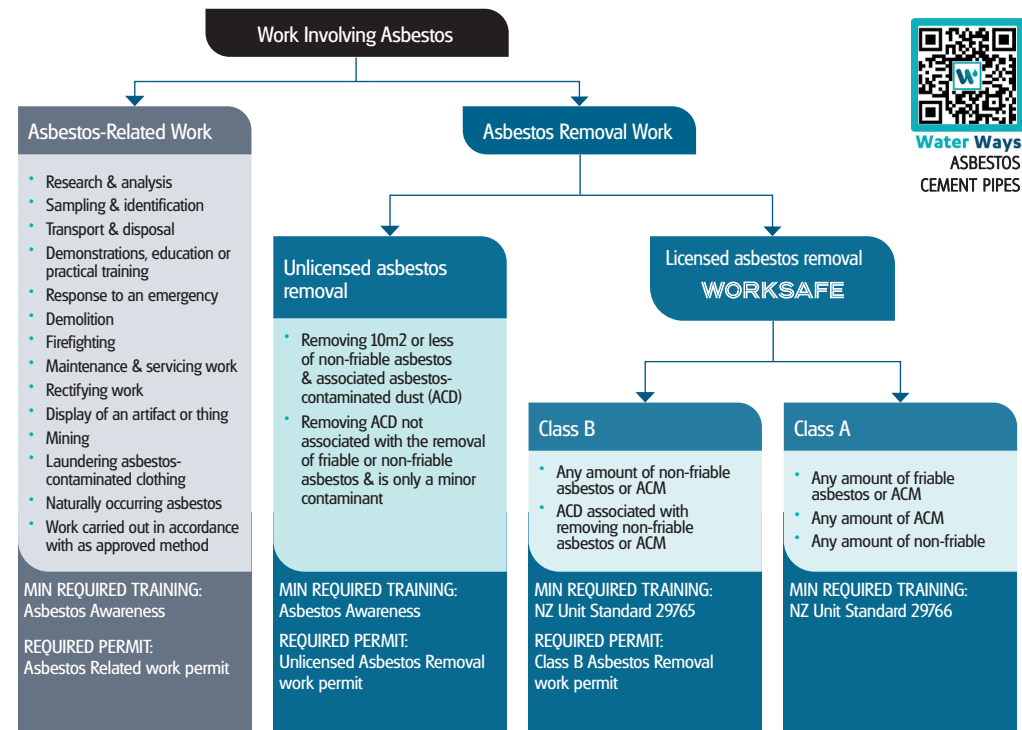 Work Involving Asbestos
W
Water Ways
ASBESTOS
CEMENT PIPES
Asbestos-Related Work
• Research & analysis
• Sampling & identification
• Transport & disposal
• Demonstrations, education or
practical training
• Response to an emergency
• Demolition
• Firefighting
• Maintenance & servicing work
• Rectifying work
• Display of an artifact or thing
• Mining
• Laundering asbestos-
contaminated clothing
• Naturally occurring asbestos
• Work carried out in accordance
with as approved method
MIN REQUIRED TRAINING:
Asbestos Awareness
REQUIRED PERMIT:
Asbestos Related work permit
Asbestos Removal Work
Unlicensed asbestos
removal
• Removing 10m2 or less
of non-friable asbestos
& associated asbestos-
contaminated dust (ACD)
• Removing ACD not
associated with the removal
of friable or non-friable
asbestos & is only a minor
contaminant
MIN REQUIRED TRAINING:
Asbestos Awareness
REQUIRED PERMIT:
Unlicensed Asbestos Removal
work permit
Licensed asbestos removal
WORKSAFE
Class B
• Any amount of non-friable
asbestos or ACM
• ACD associated with
removing non-friable
asbestos or ACM
MIN REQUIRED TRAINING:
NZ Unit Standard 29765
REQUIRED PERMIT:
Class B Asbestos Removal
work permit
Class A
• Any amount of friable
asbestos or ACM
• Any amount of ACM
• Any amount of non-friable
MIN REQUIRED TRAINING:
NZ Unit Standard 29766